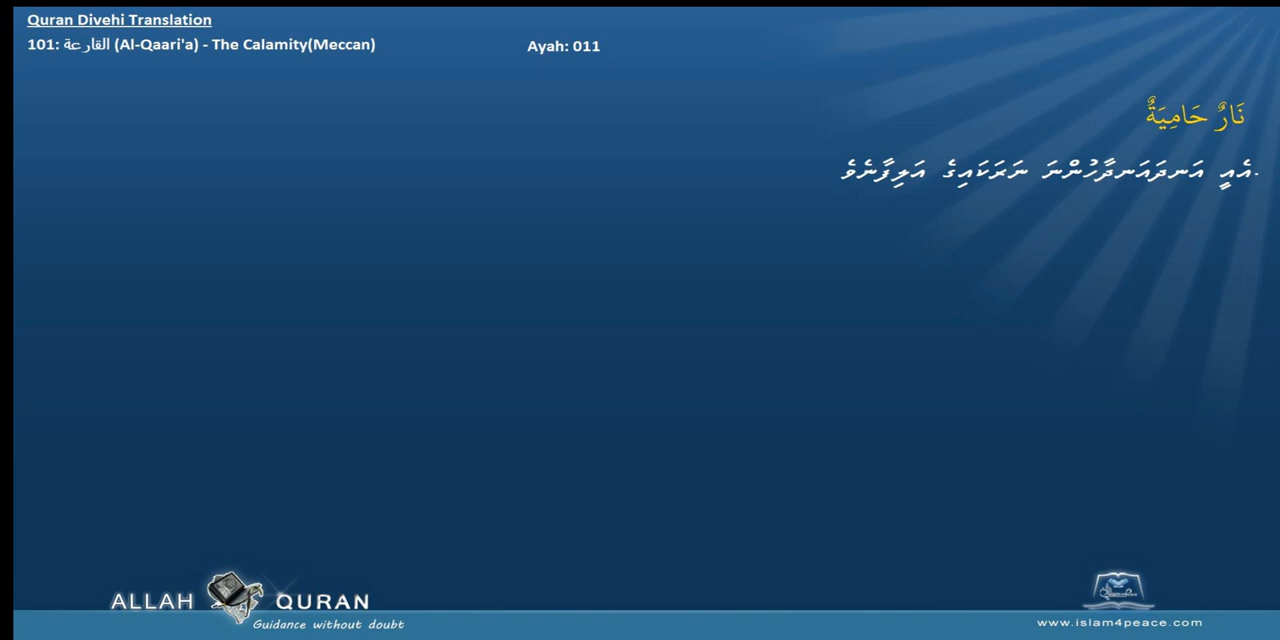 Quran Divehi Translation
101: القارعة (Al-Qaari'a) - The Calamity(Meccan)
Ayah: 011
نَارٌ حَامِيَةٌ
އެއީ އަނދައަނދާހުންނަ ނަރަކައިގެ އަލިފާނެވެ.
ALLAH QURAN
Guidance without doubt
www.islam4peace.com